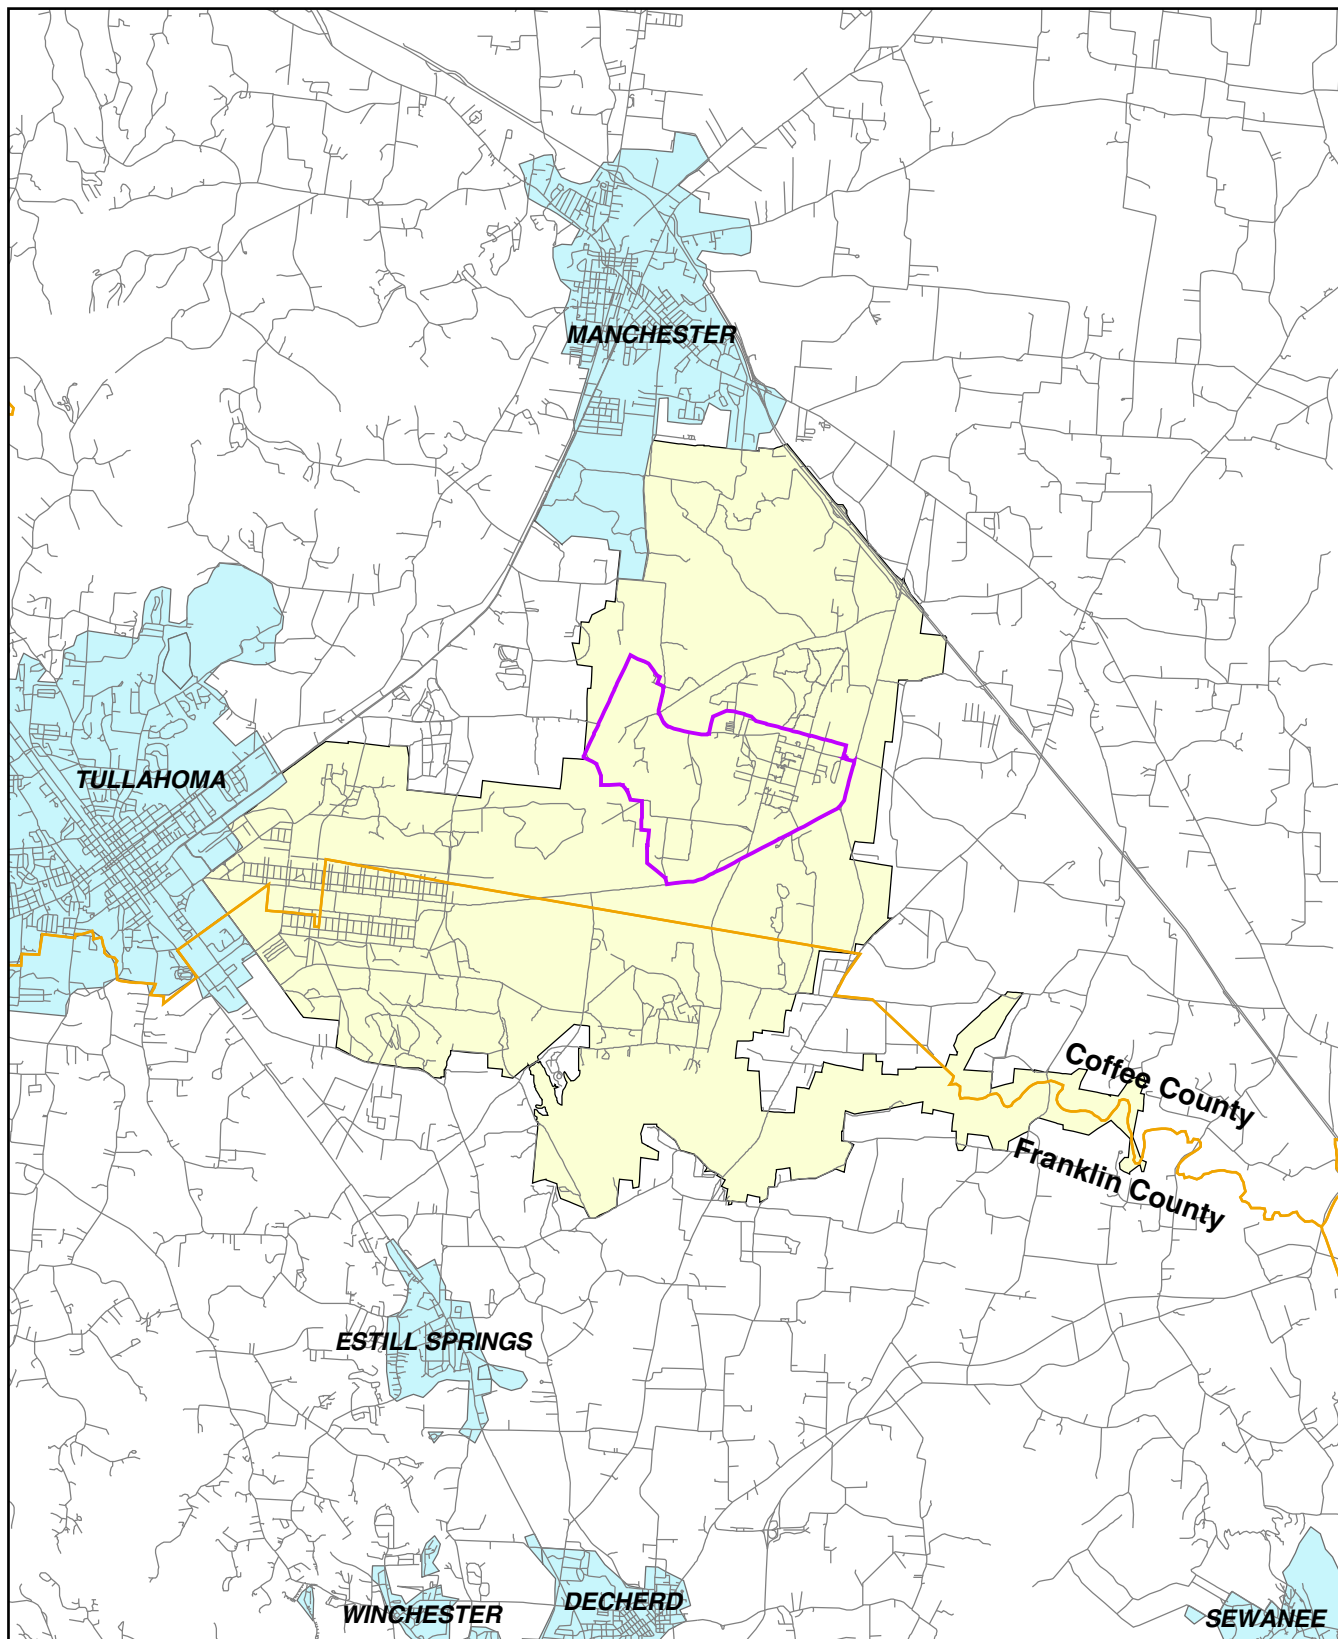 MANCHESTER
TULLAHOMA
Coffee County
Franklin County
ESTILL SPRINGS
DECHERD
WINCHESTER
SEWANEE